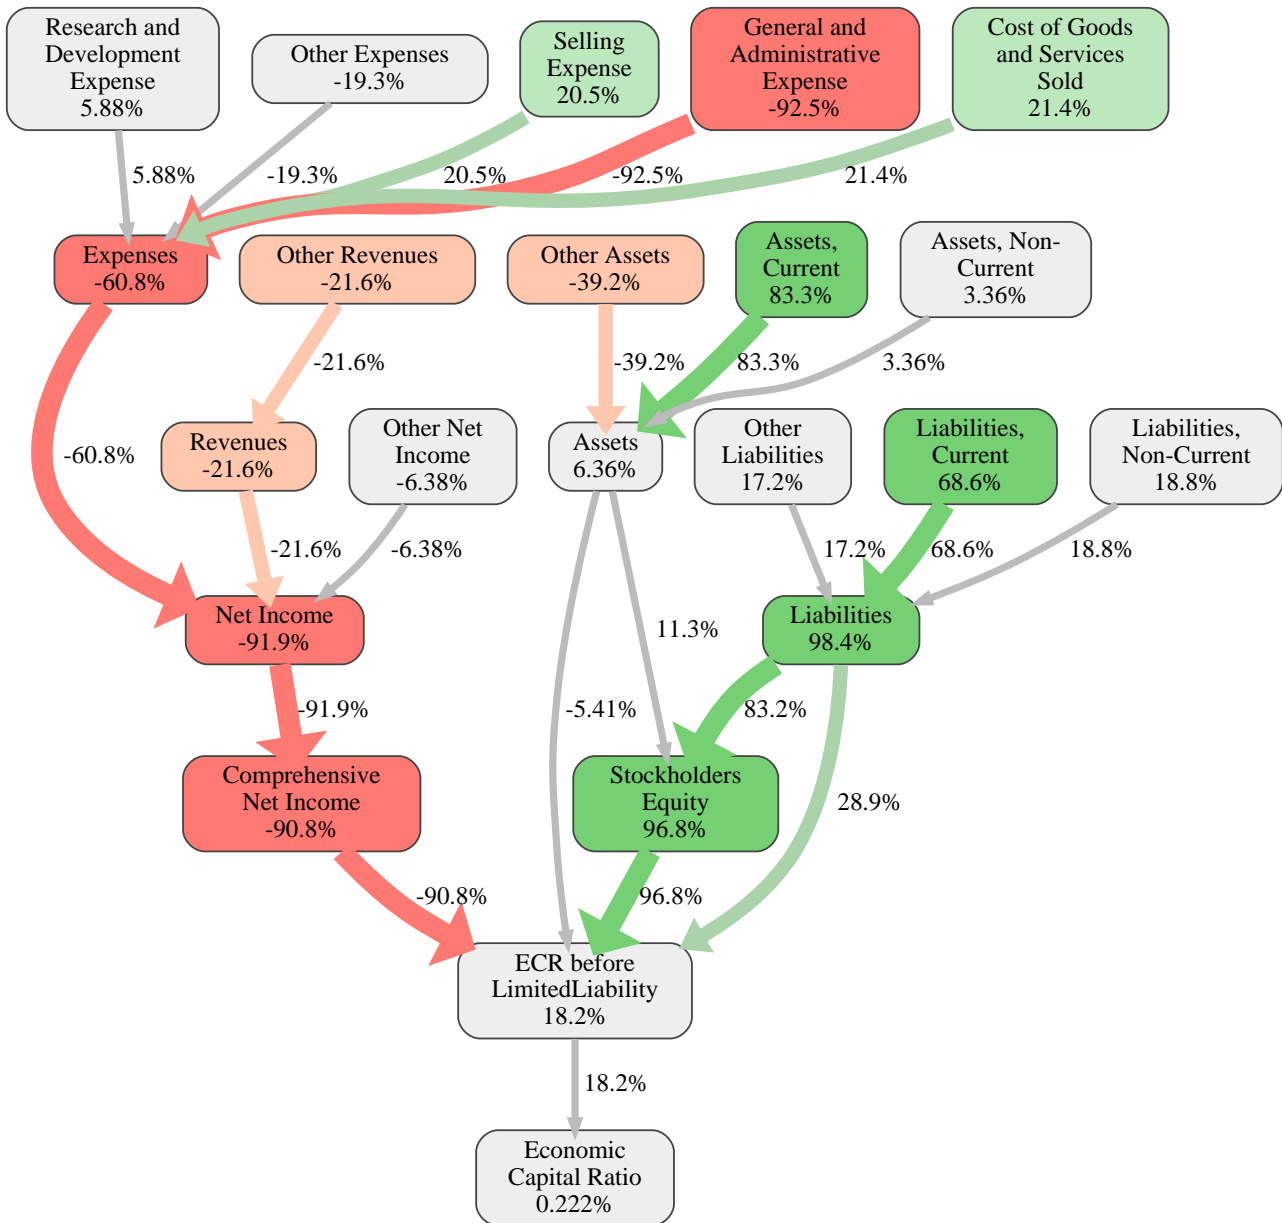 Research and
Development
Expense
5.88%
Other Expenses
-19.3%
Selling
Expense
20.5%
General and
Administrative
Expense
-92.5%
Cost of Goods
and Services
Sold
21.4%
5.88%
-19.3%
20.5%
-92.5%
21.4%
Expenses
-60.8%
Other Revenues
-21.6%
Other Assets
-39.2%
Assets,
Current
83.3%
Assets, Non-
Current
3.36%
-21.6%
-39.2%
83.3%
3.36%
-60.8%
Revenues
-21.6%
Other Net
Income
-6.38%
Assets
6.36%
Other
Liabilities
17.2%
Liabilities,
Current
68.6%
Liabilities,
Non-Current
18.8%
-21.6%
-6.38%
17.2%
68.6%
18.8%
Net Income
-91.9%
11.3%
Liabilities
98.4%
-91.9%
-5.41%
83.2%
Comprehensive
Net Income
-90.8%
Stockholders
Equity
96.8%
28.9%
-90.8%
96.8%
ECR before
LimitedLiability
18.2%
18.2%
Economic
Capital Ratio
0.222%